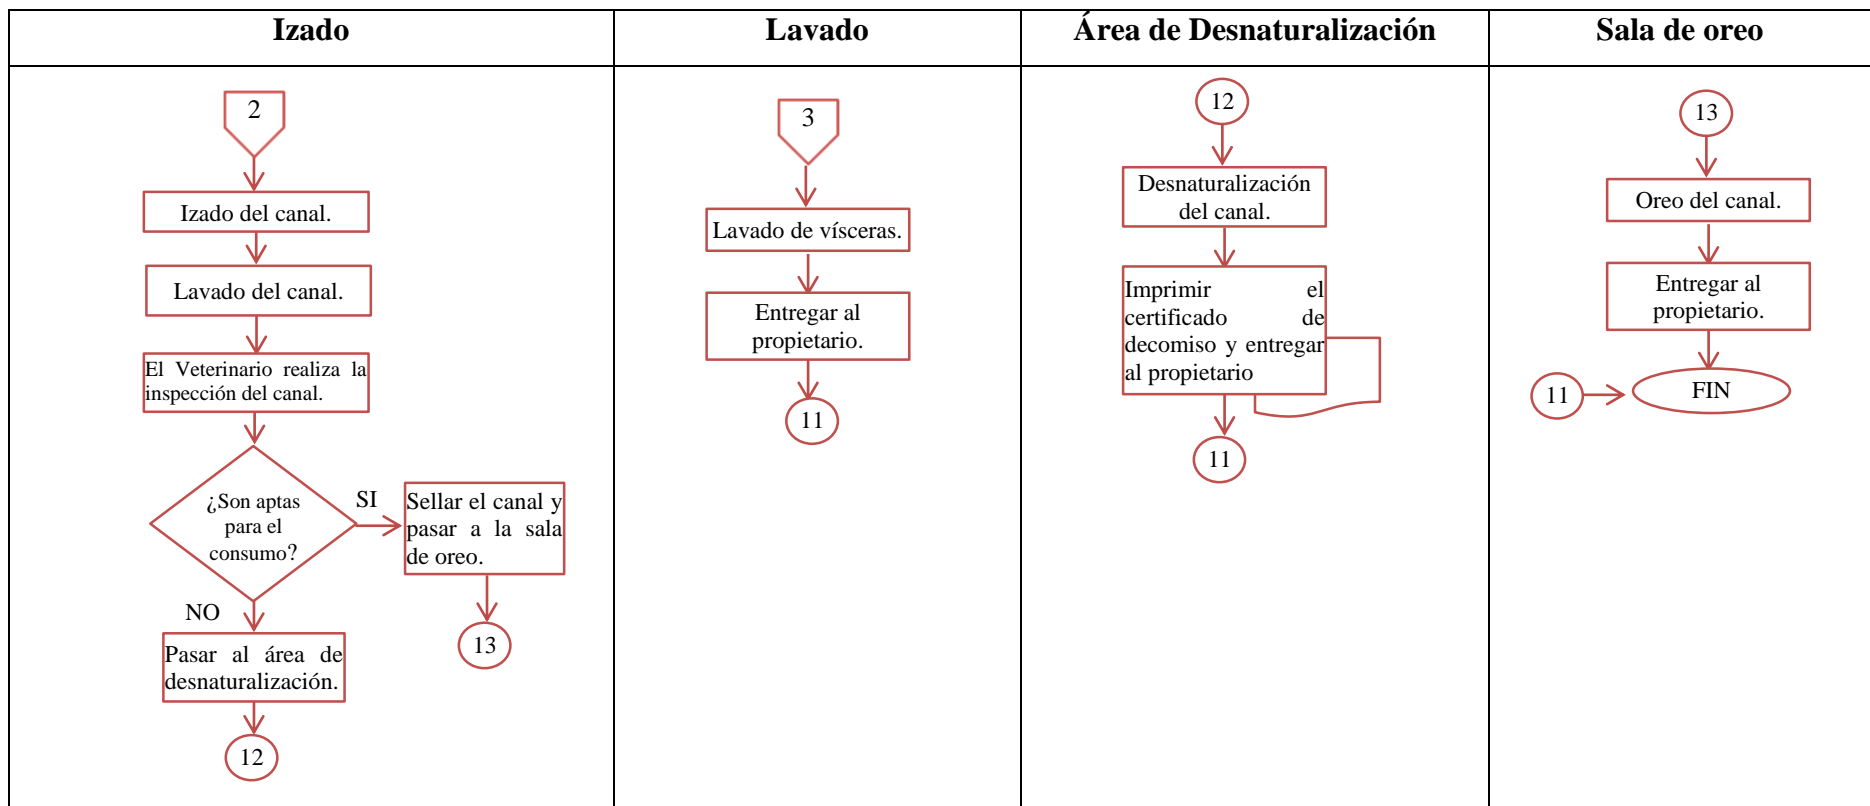 Izado
Lavado
Área de Desnaturalización
Sala de oreo
2
Izado del canal.
Lavado del canal.
El Veterinario realiza la
inspección del canal.
¿Son aptas
para el
consumo?
SI
Sellar el canal y
pasar a la sala
de oreo.
13
NO
Pasar al área de
desnaturalización.
12
3
Lavado de vísceras.
Entregar al
propietario.
11
12
Desnaturalización
del canal.
Imprimir el
certificado de
decomiso y entregar
al propietario
11
13
Oreo del canal.
Entregar al
propietario.
11
FIN